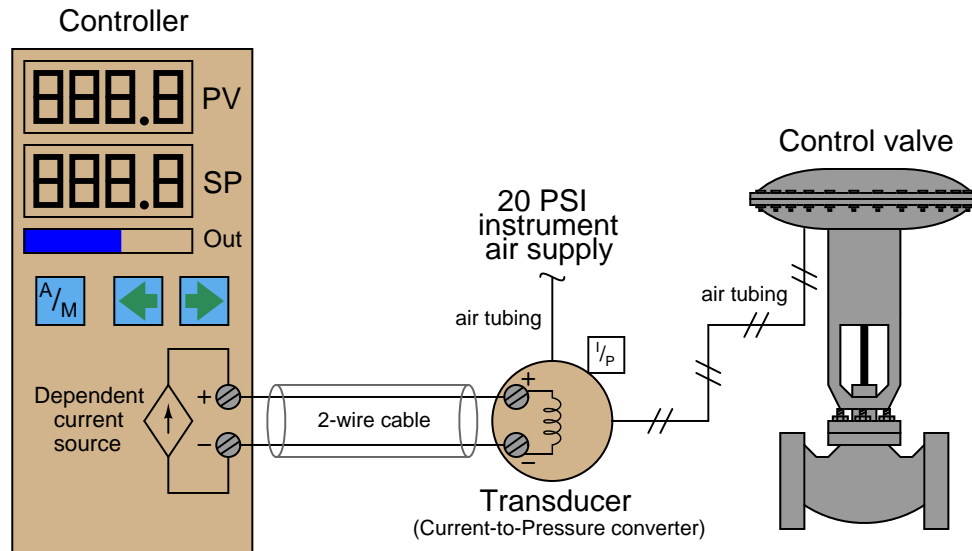 Controller
888.8
PV
888.8
SP
Out
A/M
Dependent
current
source
+
−
2-wire cable
20 PSI
instrument
air supply
air tubing
I/P
+
−
Transducer
(Current-to-Pressure converter)
air tubing
Control valve